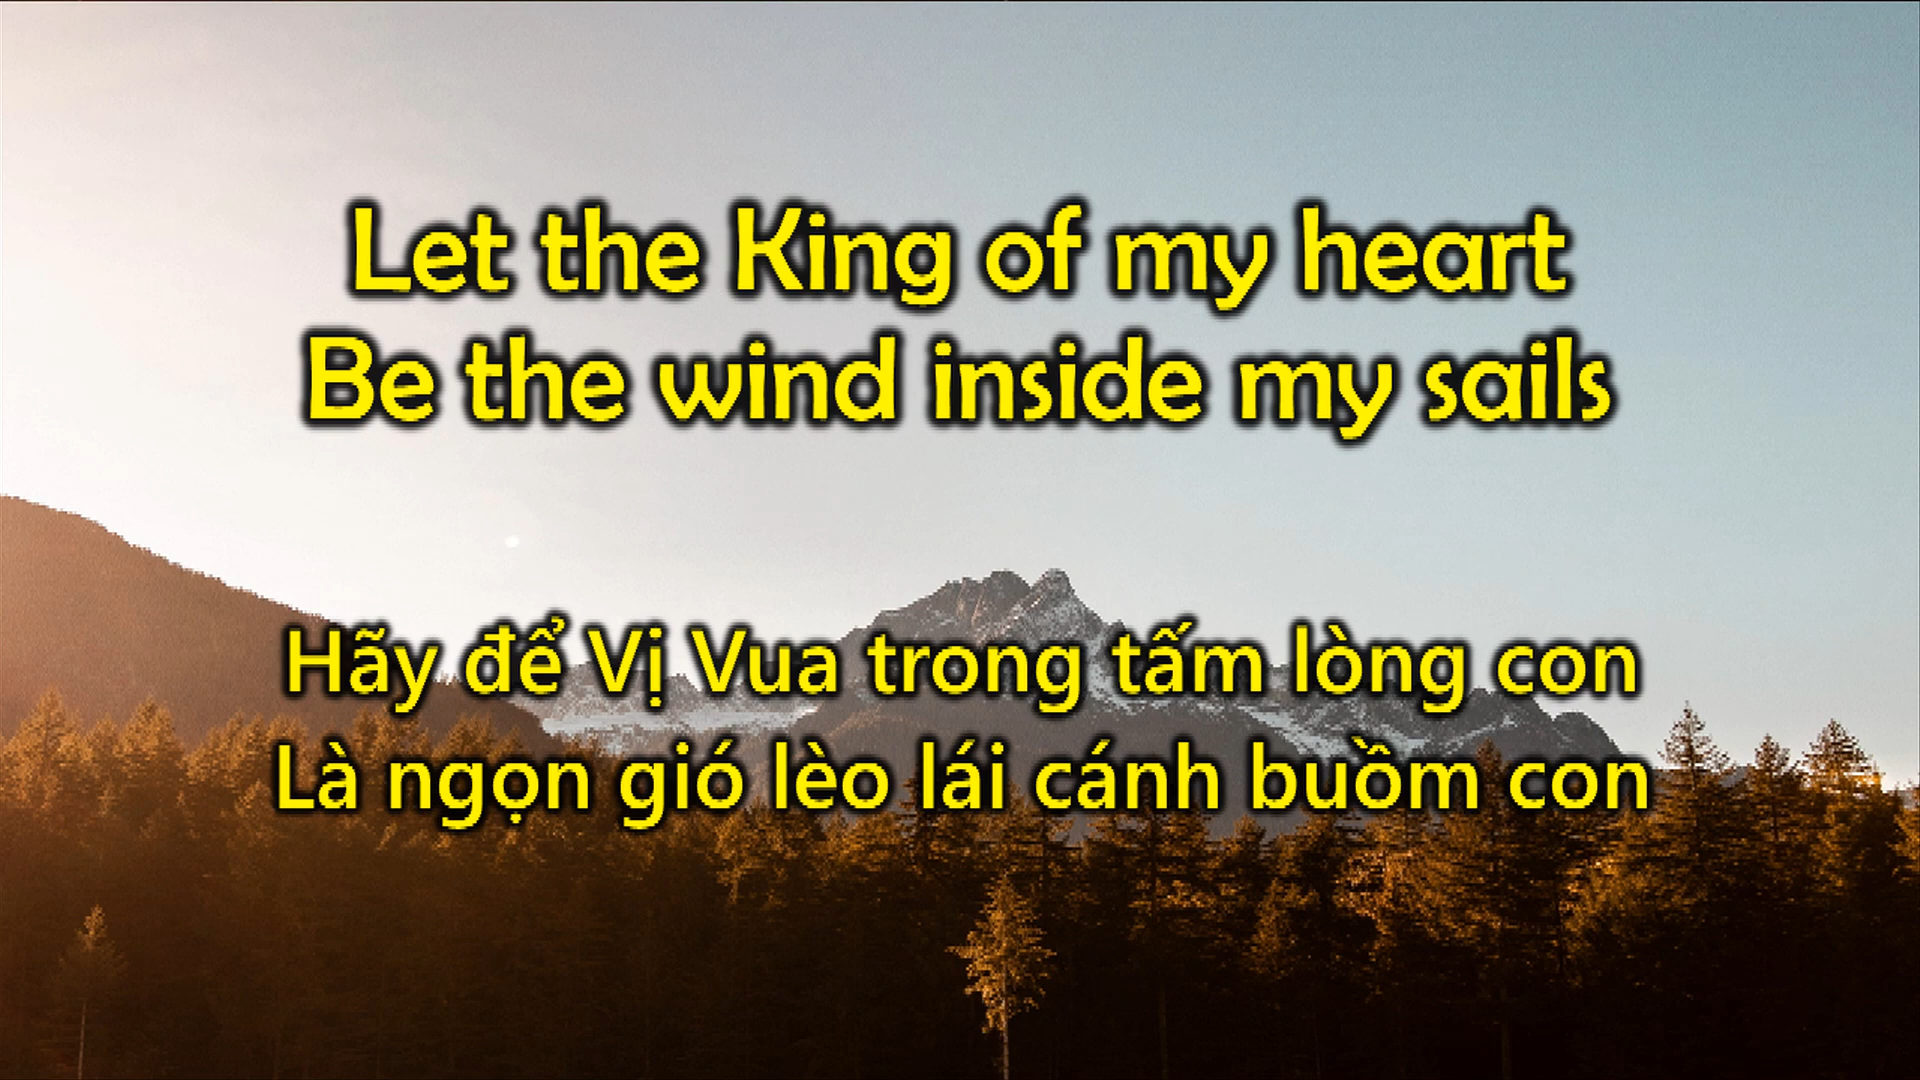 Let the King of my heart
Be the wind inside my sails
Hãy để Vị Vua trong tấm lòng con
Là ngọn gió lèo lái cánh buồm con